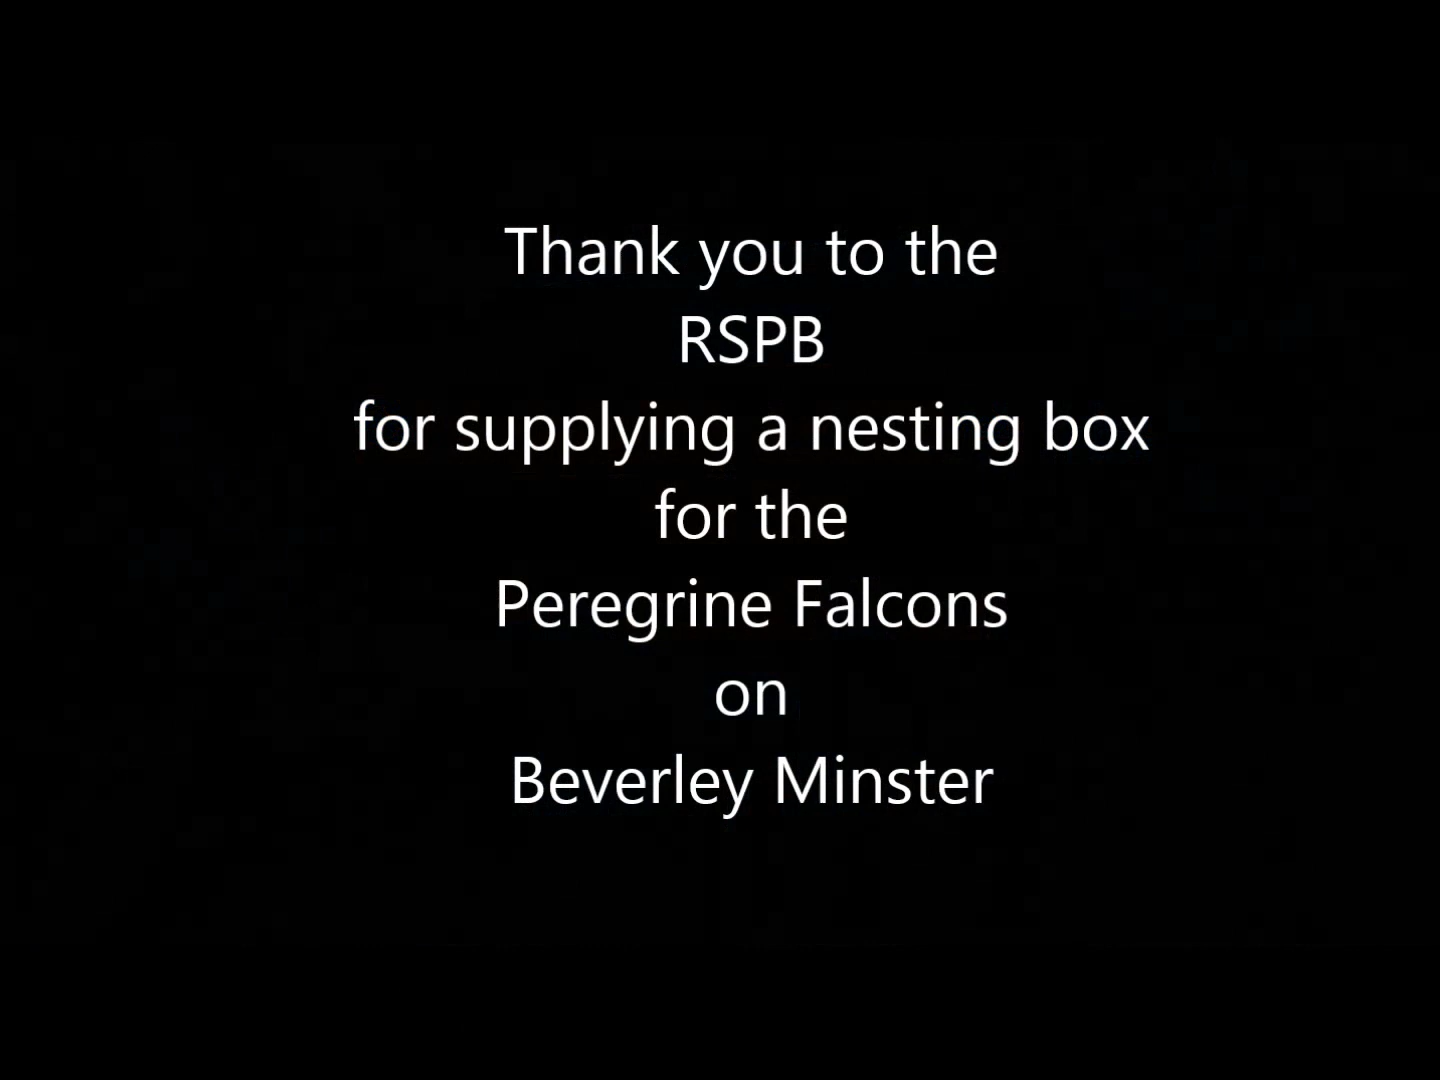 Thank you to the
RSPB
for supplying a nesting box
for the
Peregrine Falcons
on
Beverley Minster